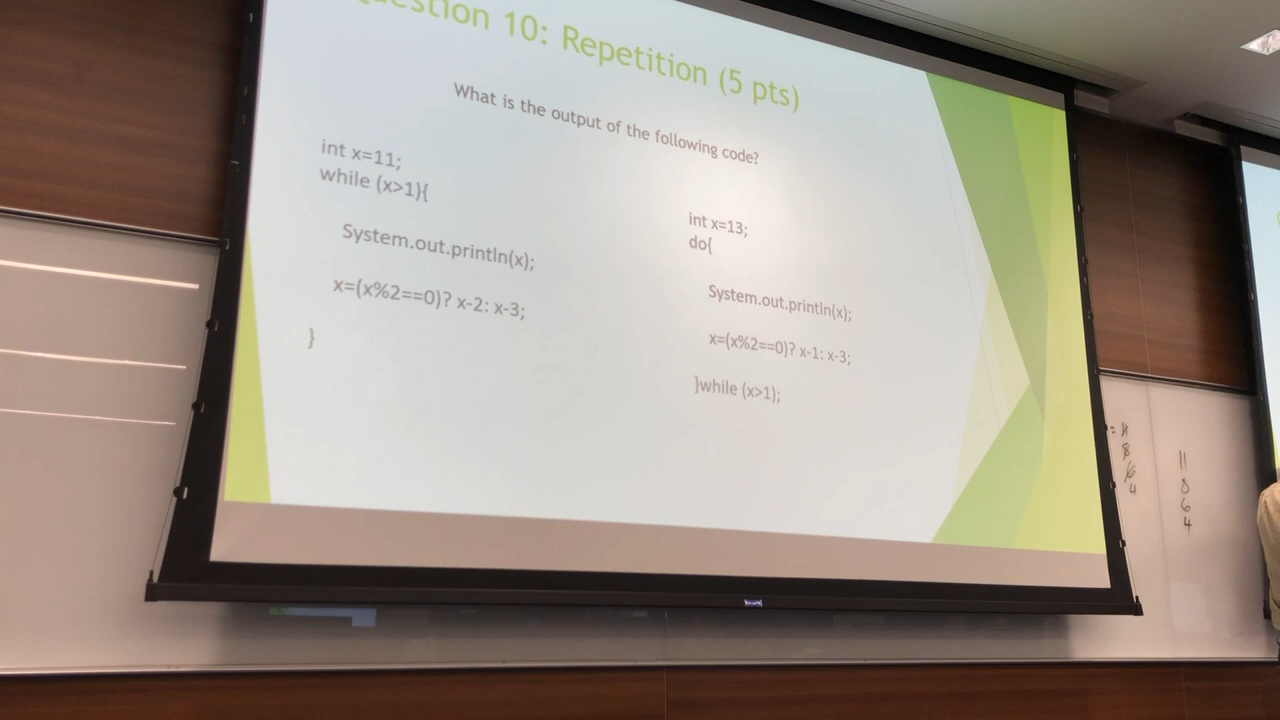 Question 10: Repetition (5 pts)
What is the output of the following code?
int x=11;
while (x>1){
System.out.println(x);
x=(x%2==0)? x-2: x-3;
}
int x=13;
do{
System.out.println(x);
x=(x%2==0)? x-1: x-3;
}while (x>1);
4
11
8
6
4